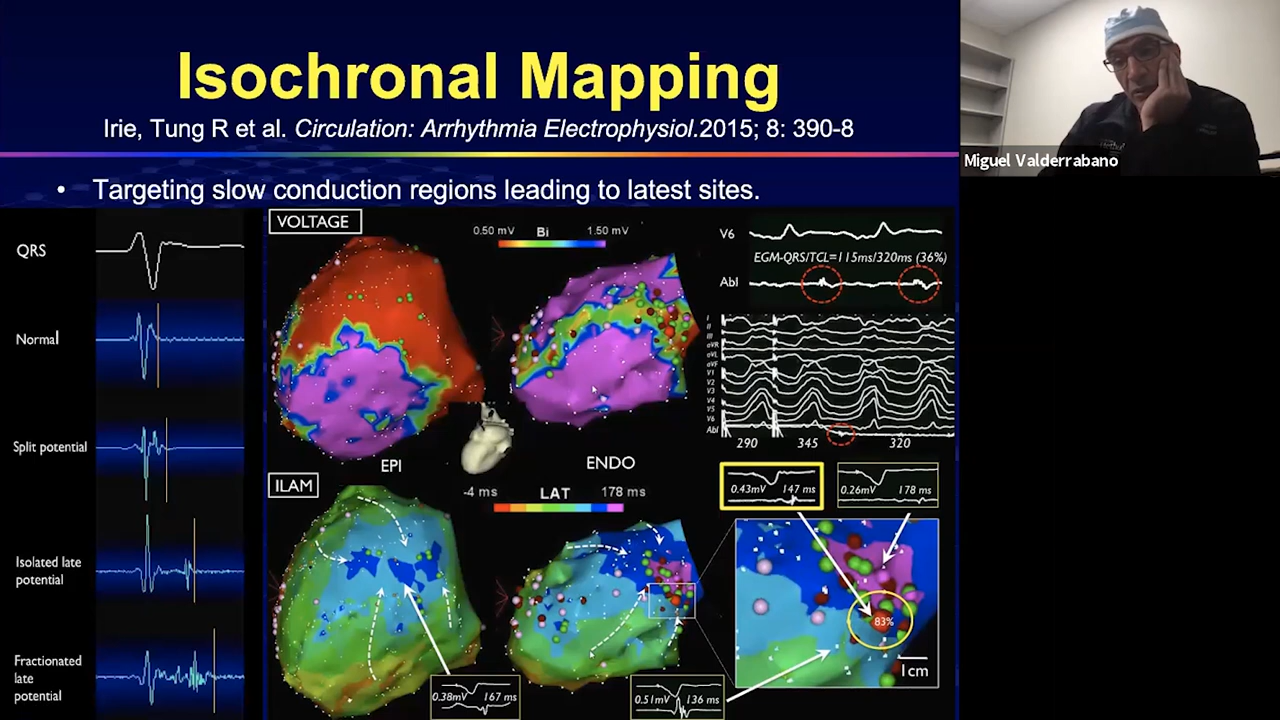 Isochronal Mapping
Irie, Tung R et al. Circulation: Arrhythmia Electrophysiol.2015; 8: 390-8
• Targeting slow conduction regions leading to latest sites.
Miguel Valderrabano
QRS
Normal
Split potential
Isolated late
potential
Fractionated
late
potential
VOLTAGE
0.50 mV Bi 1.50 mV
EPI
ENDO
ILAM
-4 ms LAT 178 ms
0.38mV 167 ms
0.51mV 136 ms
V6
EGM-QRS/TCL=115ms/320ms (36%)
Abl
I
II
III
aVR
aVL
aVF
V1
V2
V3
V4
V5
V6
Abl
290 345 320
0.43mV 147 ms
0.26mV 178 ms
83%
1cm